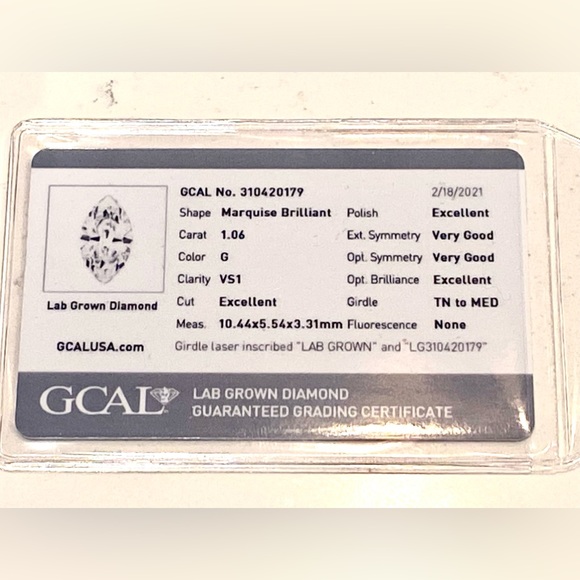 GCAL No. 310420179 2/18/2021
Shape Marquise Brilliant Polish Excellent
Carat 1.06 Ext. Symmetry Very Good
Color G Opt. Symmetry Very Good
Clarity VS1 Opt. Brilliance Excellent
Lab Grown Diamond Cut Excellent Girdle TN to MED
Meas. 10.44x5.54x3.31mm Fluorescence None
GCALUSA.com Girdle laser inscribed "LAB GROWN" and "LG310420179"
GCAL LAB GROWN DIAMOND
GUARANTEED GRADING CERTIFICATE